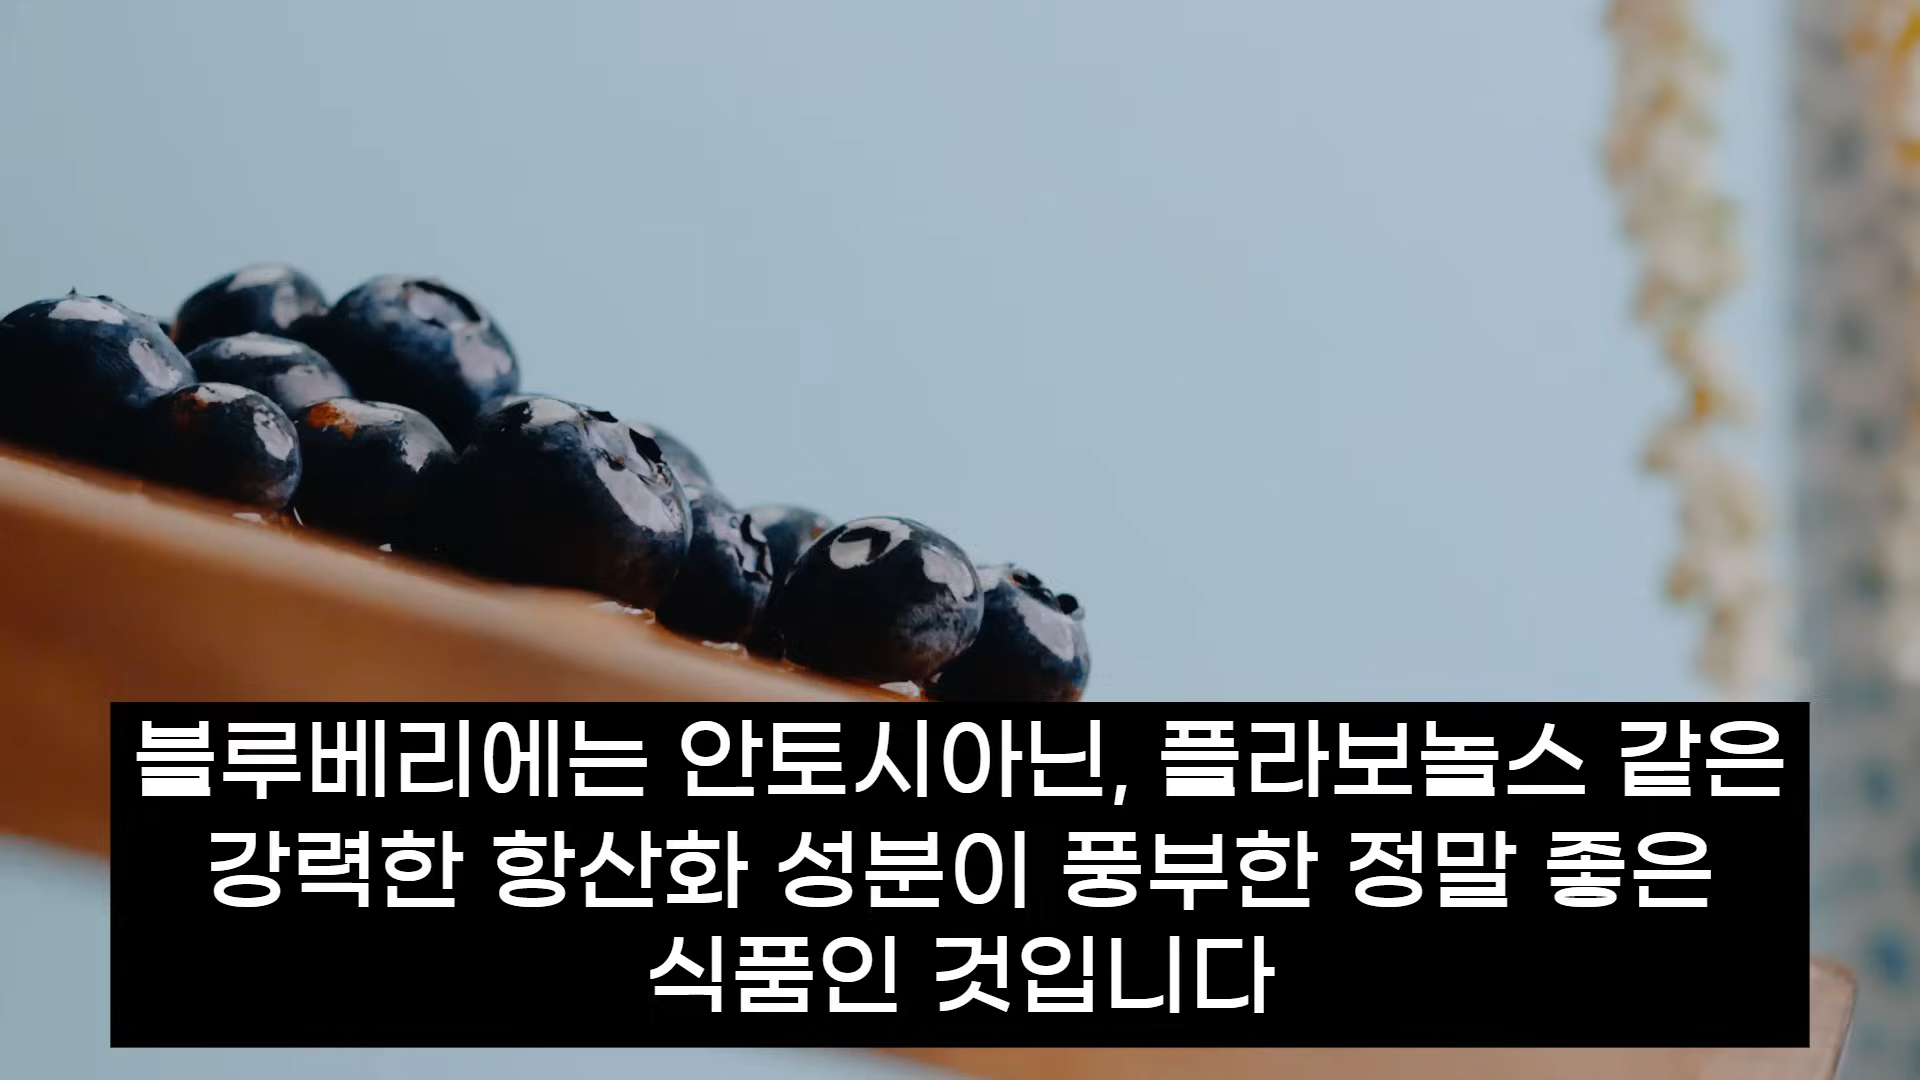 블루베리에는 안토시아닌, 플라보놀스 같은
강력한 항산화 성분이 풍부한 정말 좋은
식품인 것입니다